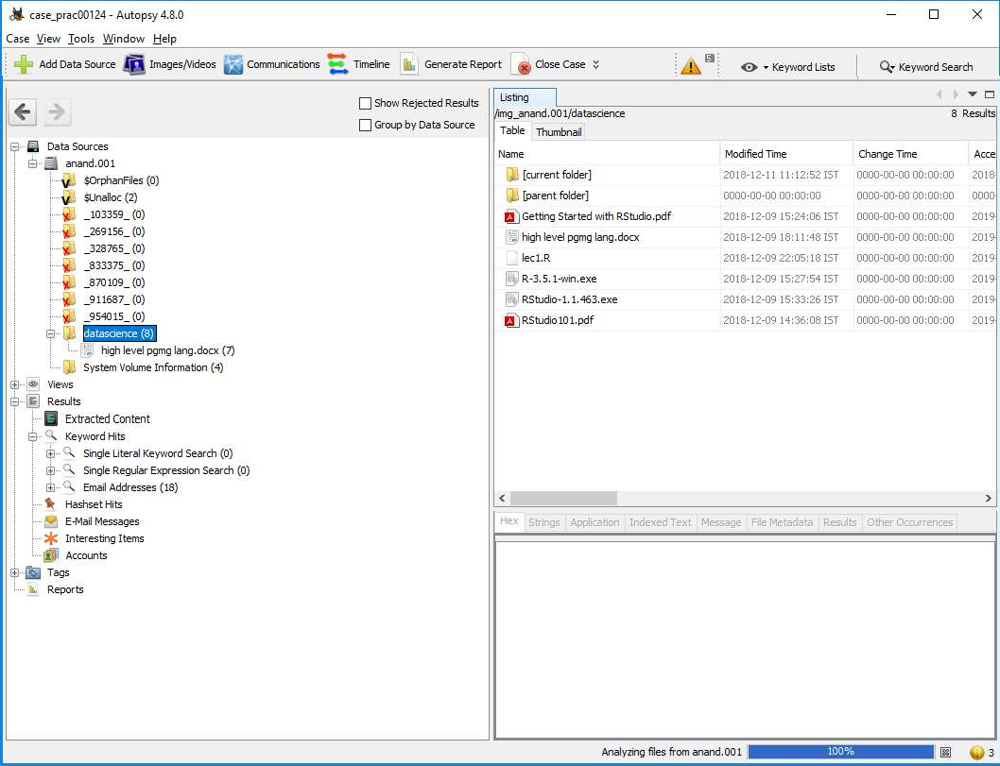 case_prac00124 - Autopsy 4.8.0
Case View Tools Window Help
Add Data Source Images/Videos Communications Timeline Generate Report Close Case 5 Keyword Lists Keyword Search
Show Rejected Results
Group by Data Source
Data Sources
anand.001
$OrphanFiles (0)
$Unalloc (2)
_103359_ (0)
_269156_ (0)
_328765_ (0)
_833375_ (0)
_870109_ (0)
_911687_ (0)
_954015_ (0)
datascience (8)
high level pgmg lang.docx (7)
System Volume Information (4)
Views
Results
Extracted Content
Keyword Hits
Single Literal Keyword Search (0)
Single Regular Expression Search (0)
Email Addresses (18)
Hashset Hits
E-Mail Messages
Interesting Items
Accounts
Tags
Reports
Listing
/img_anand.001/datascience 8 Results
Table Thumbnail
Name Modified Time Change Time Acce
[current folder] 2018-12-11 11:12:52 IST 0000-00-00 00:00:00 2018-
[parent folder] 0000-00-00 00:00:00 0000-00-00 00:00:00 0000-
Getting Started with RStudio.pdf 2018-12-09 15:24:06 IST 0000-00-00 00:00:00 2019-
high level pgmg lang.docx 2018-12-09 18:11:48 IST 0000-00-00 00:00:00 2019-
lec1.R 2018-12-09 22:05:18 IST 0000-00-00 00:00:00 2019-
R-3.5.1-win.exe 2018-12-09 15:27:54 IST 0000-00-00 00:00:00 2019-
RStudio-1.1.463.exe 2018-12-09 15:33:26 IST 0000-00-00 00:00:00 2019-
RStudio101.pdf 2018-12-09 14:36:08 IST 0000-00-00 00:00:00 2019-
Hex Strings Application Indexed Text Message File Metadata Results Other Occurrences
Analyzing files from anand.001 100% 3